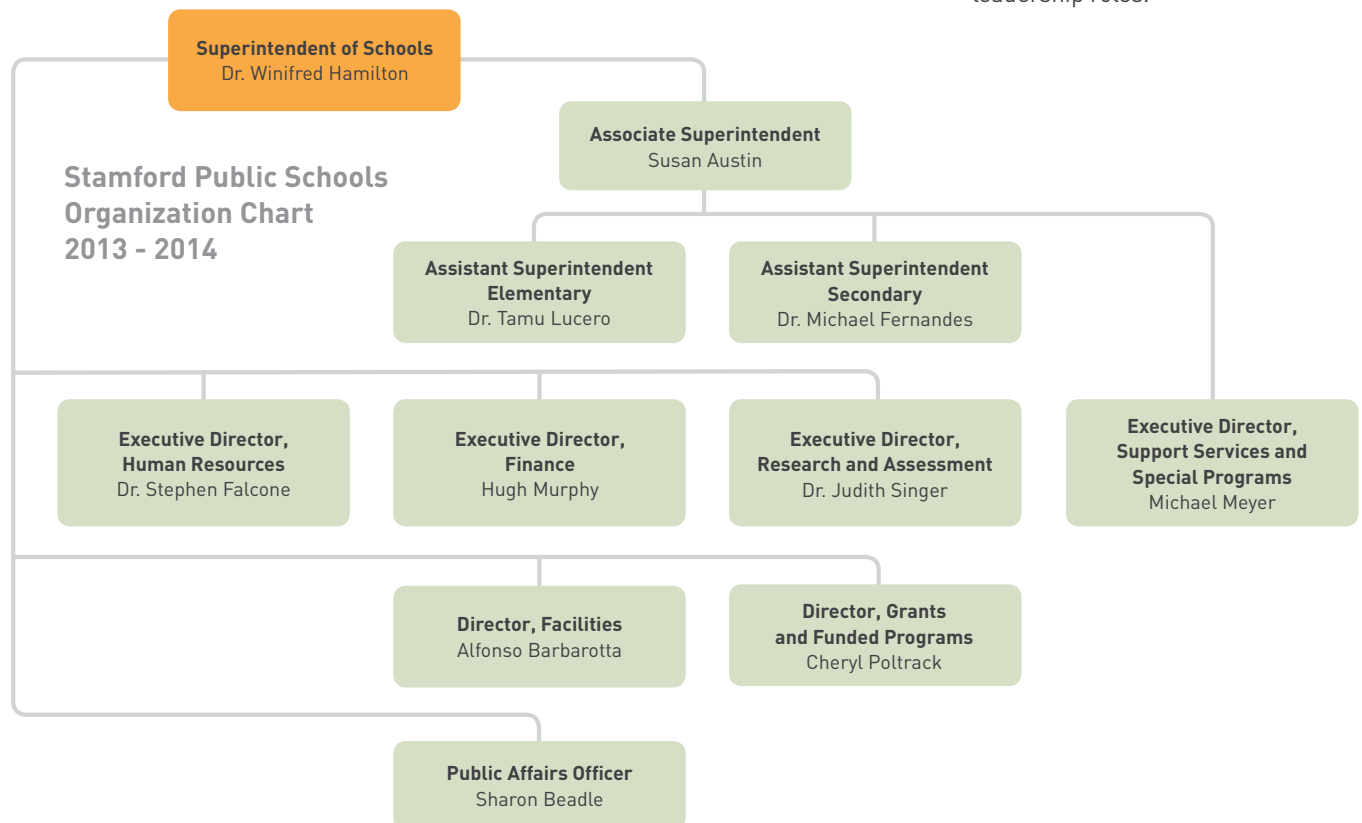 leadership roles.
Superintendent of Schools
Dr. Winifred Hamilton
Associate Superintendent
Susan Austin
Stamford Public Schools
Organization Chart
2013 - 2014
Assistant Superintendent
Elementary
Dr. Tamu Lucero
Assistant Superintendent
Secondary
Dr. Michael Fernandes
Executive Director,
Human Resources
Dr. Stephen Falcone
Executive Director,
Finance
Hugh Murphy
Executive Director,
Research and Assessment
Dr. Judith Singer
Executive Director,
Support Services and
Special Programs
Michael Meyer
Director, Facilities
Alfonso Barbarotta
Director, Grants
and Funded Programs
Cheryl Poltrack
Public Affairs Officer
Sharon Beadle